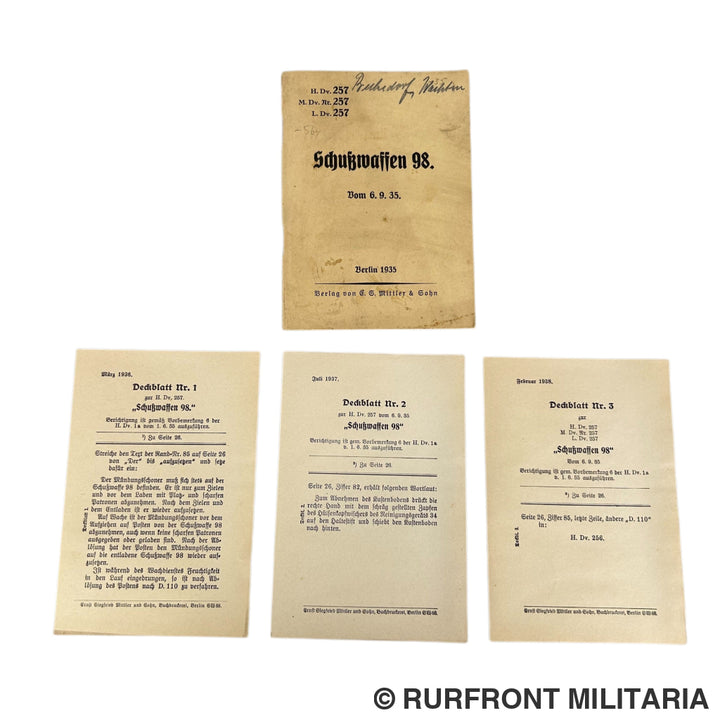 H. Dv. 257
M. Dv. Nr. 257
L. Dv. 257
Schußwaffen 98.
Vom 6. 9. 35.
Berlin 1935
Verlag von E. S. Mittler & Sohn
März 1936.
Deckblatt Nr. 1
zur H. Dv. 257.
„Schußwaffen 98."
Berichtigung ist gemäß Vorbemerkung 6 der
H. Dv. 1a v. 1. 6. 35 auszuführen.
¹) Zu Seite 26.
Streiche den Text der Rand-Nr. 85 auf Seite 26
von „Der" bis „aufzusetzen" und setze
dafür ein:
Der Mündungsschoner muß sich stets auf der
Schußwaffe 98 befinden. Er ist nur zum Zielen
und vor dem Laden mit Platz- und scharfen
Patronen abzunehmen. Nach dem Zielen und
dem Entladen ist er wieder aufzusetzen.
Auf Wache ist der Mündungsschoner vor dem
Aufziehen auf Posten von der Schußwaffe 98
abzunehmen, auch wenn keine scharfen Patronen
ausgegeben oder geladen sind. Nach der Ab-
lösung hat der Posten den Mündungsschoner
auf die entladene Schußwaffe 98 wieder auf-
zusetzen.
Ist während des Wachdienstes Feuchtigkeit
in den Lauf eingedrungen, so ist nach Ab-
lösung des Postens nach D. 110 zu verfahren.
Deckbl. 1
Ernst Siegfried Mittler und Sohn, Buchdruckerei, Berlin SW 68.
Juli 1937.
Deckblatt Nr. 2
zur H. Dv. 257 vom 6. 9. 35
„Schußwaffen 98"
Berichtigung ist gem. Vorbemerkung 6 der H. Dv. 1a
v. 1. 6. 35 auszuführen.
²) Zu Seite 26.
Seite 26, Ziffer 82, erhält folgenden Wortlaut:
Zum Abnehmen des Kastenbodens drückt die
rechte Hand mit dem schräg gestellten Zapfen
des Hülsenkopfwischers des Reinigungsgeräts 34
auf den Haltestift und schiebt den Kastenboden
nach hinten.
Deckbl. 2
Ernst Siegfried Mittler und Sohn, Buchdruckerei, Berlin SW 68.
Februar 1938.
Deckblatt Nr. 3
zur
H. Dv. 257
M. Dv. Nr. 257
L. Dv. 257
„Schußwaffen 98"
Vom 6. 9. 35
Berichtigung ist gem. Vorbemerkung 6 der H. Dv. 1a
v. 1. 6. 35 auszuführen.
³) Zu Seite 26.
Seite 26, Ziffer 85, letzte Zeile, ändere „D. 110"
in:
H. Dv. 256.
Deckbl. 3.
Ernst Siegfried Mittler und Sohn, Buchdruckerei, Berlin SW 68.
© RURFRONT MILITARIA